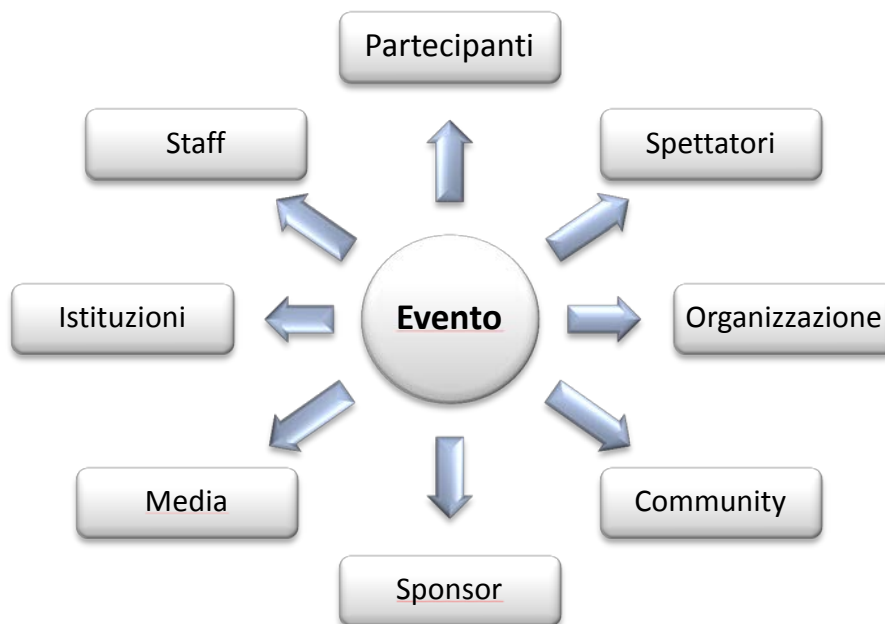 Partecipanti
Staff
Spettatori
Istituzioni
Evento
Organizzazione
Media
Community
Sponsor